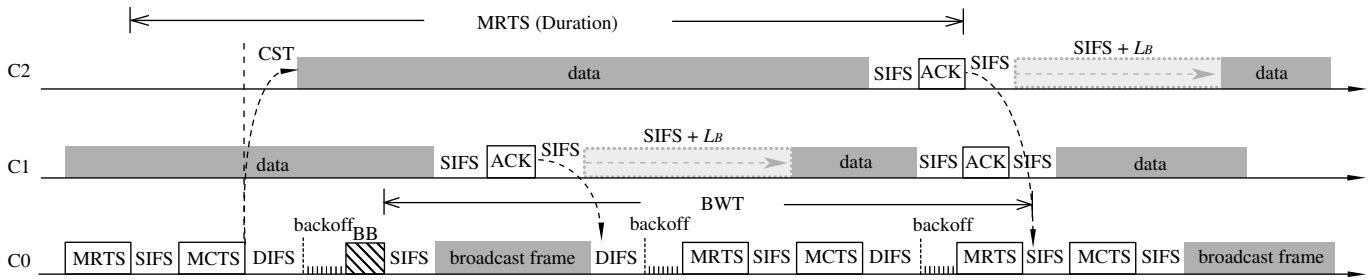 MRTS (Duration)
CST
SIFS + LB
C2 data SIFS ACK SIFS data
SIFS + LB
C1 data SIFS ACK SIFS data SIFS ACK SIFS data
BWT
backoff BB backoff backoff
C0 MRTS SIFS MCTS DIFS SIFS broadcast frame DIFS MRTS SIFS MCTS DIFS MRTS SIFS MCTS SIFS broadcast frame